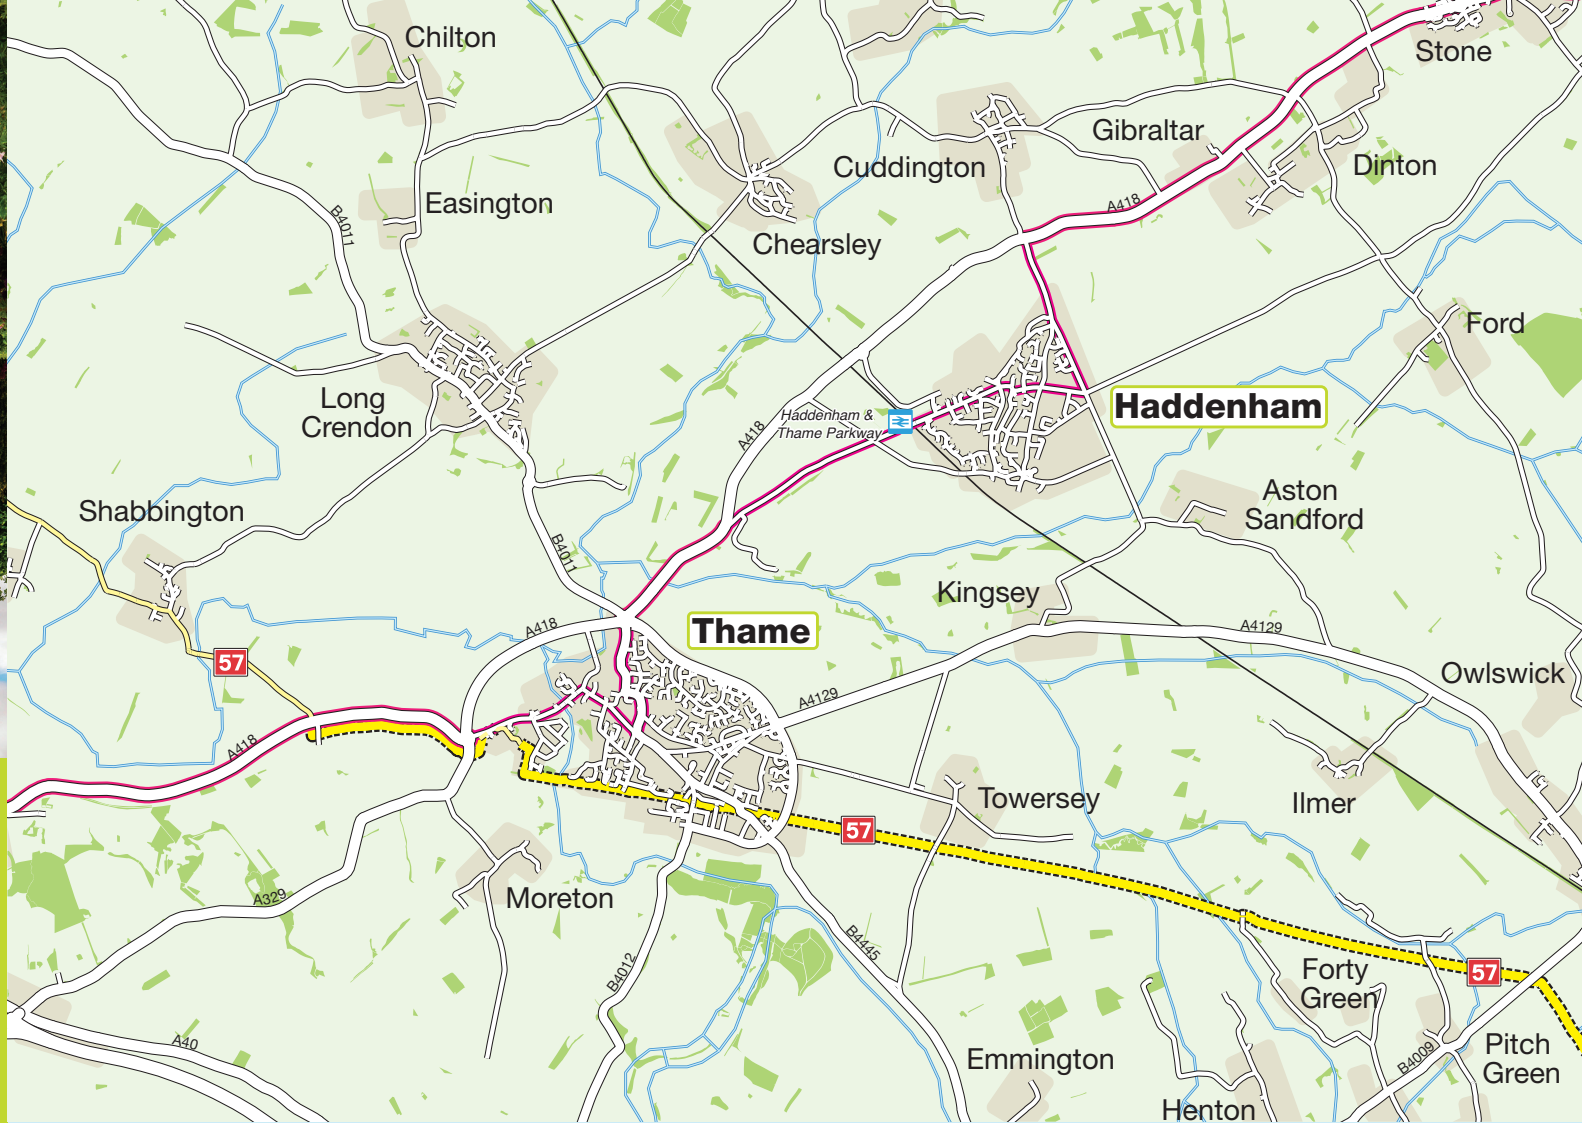 Chilton
Stone
Gibraltar
Cuddington
Dinton
Easington
A418
B4011
Chearsley
Ford
Long
Crendon
Haddenham
Haddenham &
Thame Parkway
A418
Shabbington
Aston
Sandford
B4011
Kingsey
A418
Thame
A4129
57
Owlswick
A4129
A418
Towersey
Ilmer
57
Moreton
A329
B4445
B4012
57
Forty
Green
A40
Emmington
B4009
Pitch
Green
Henton